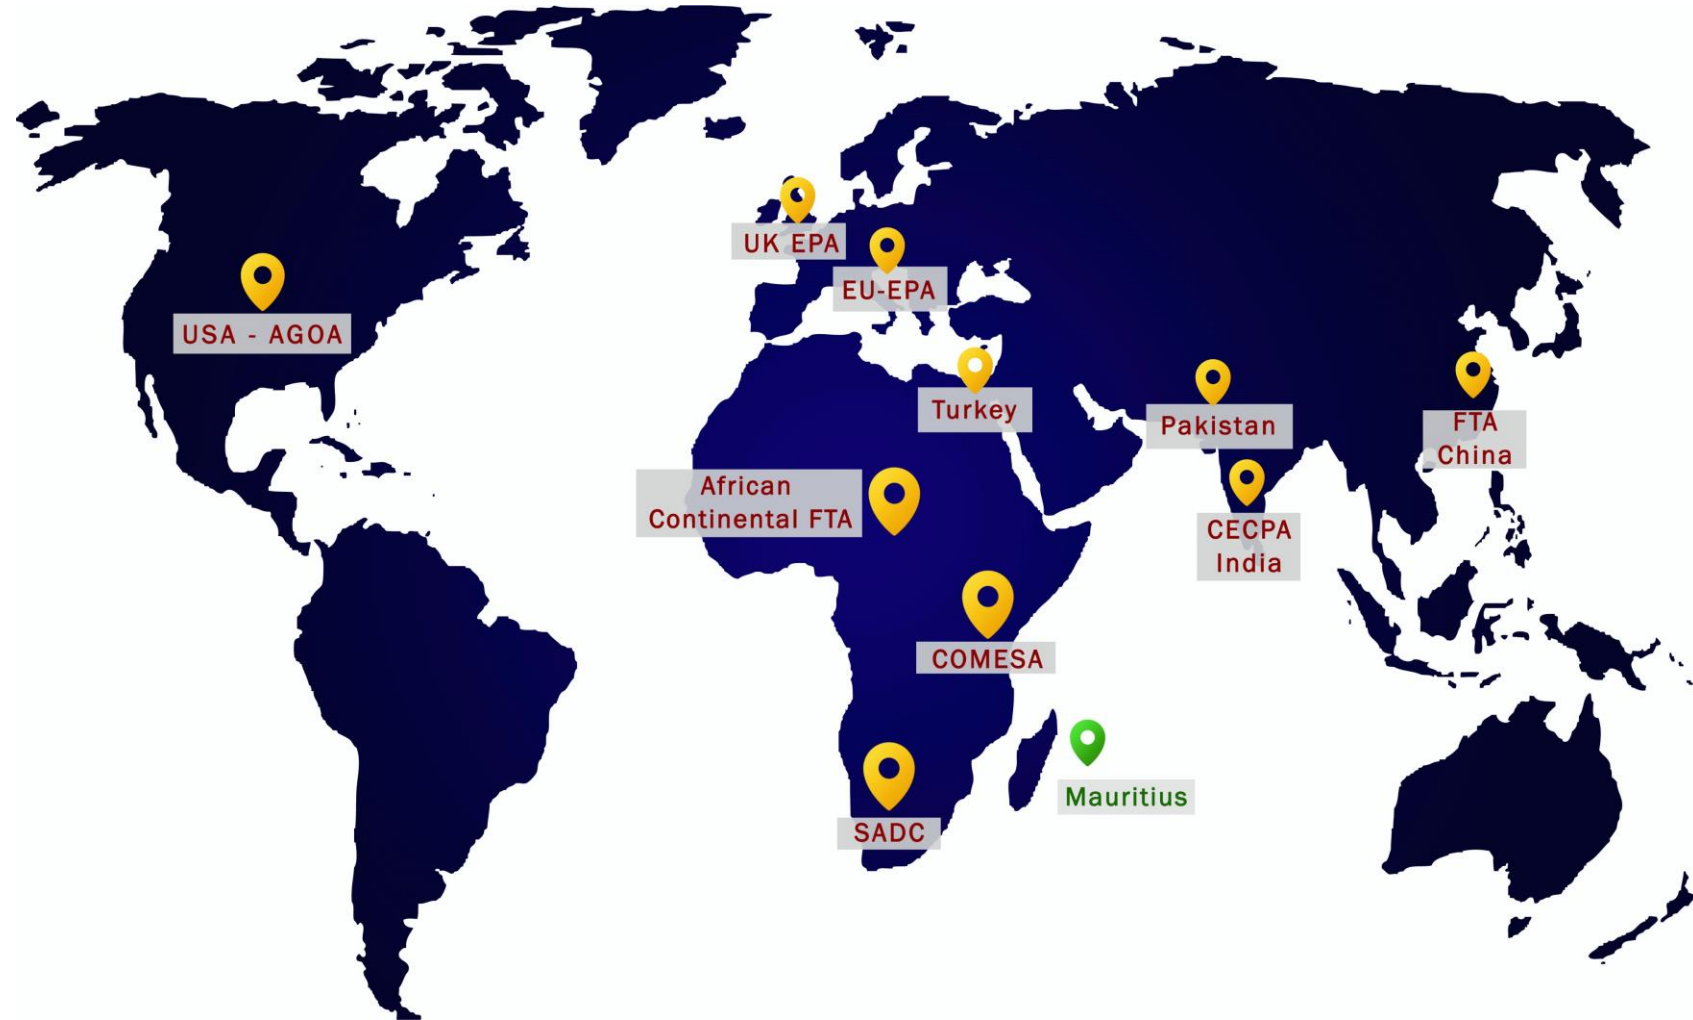 UK EPA
EU-EPA
USA - AGOA
Turkey
Pakistan
FTA
China
African
Continental FTA
CECPA
India
COMESA
Mauritius
SADC